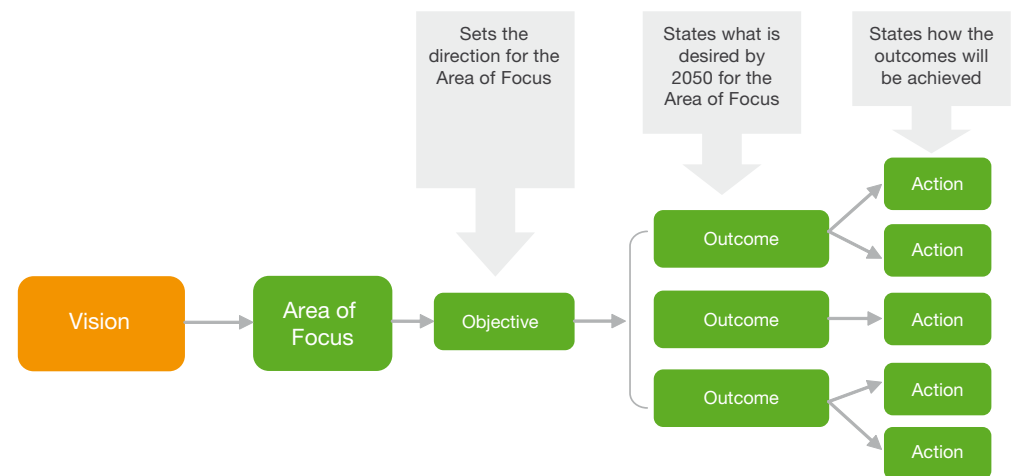 Sets the
direction for the
Area of Focus
States what is
desired by
2050 for the
Area of Focus
States how the
outcomes will
be achieved
Vision
Area of
Focus
Objective
Outcome
Outcome
Outcome
Action
Action
Action
Action
Action